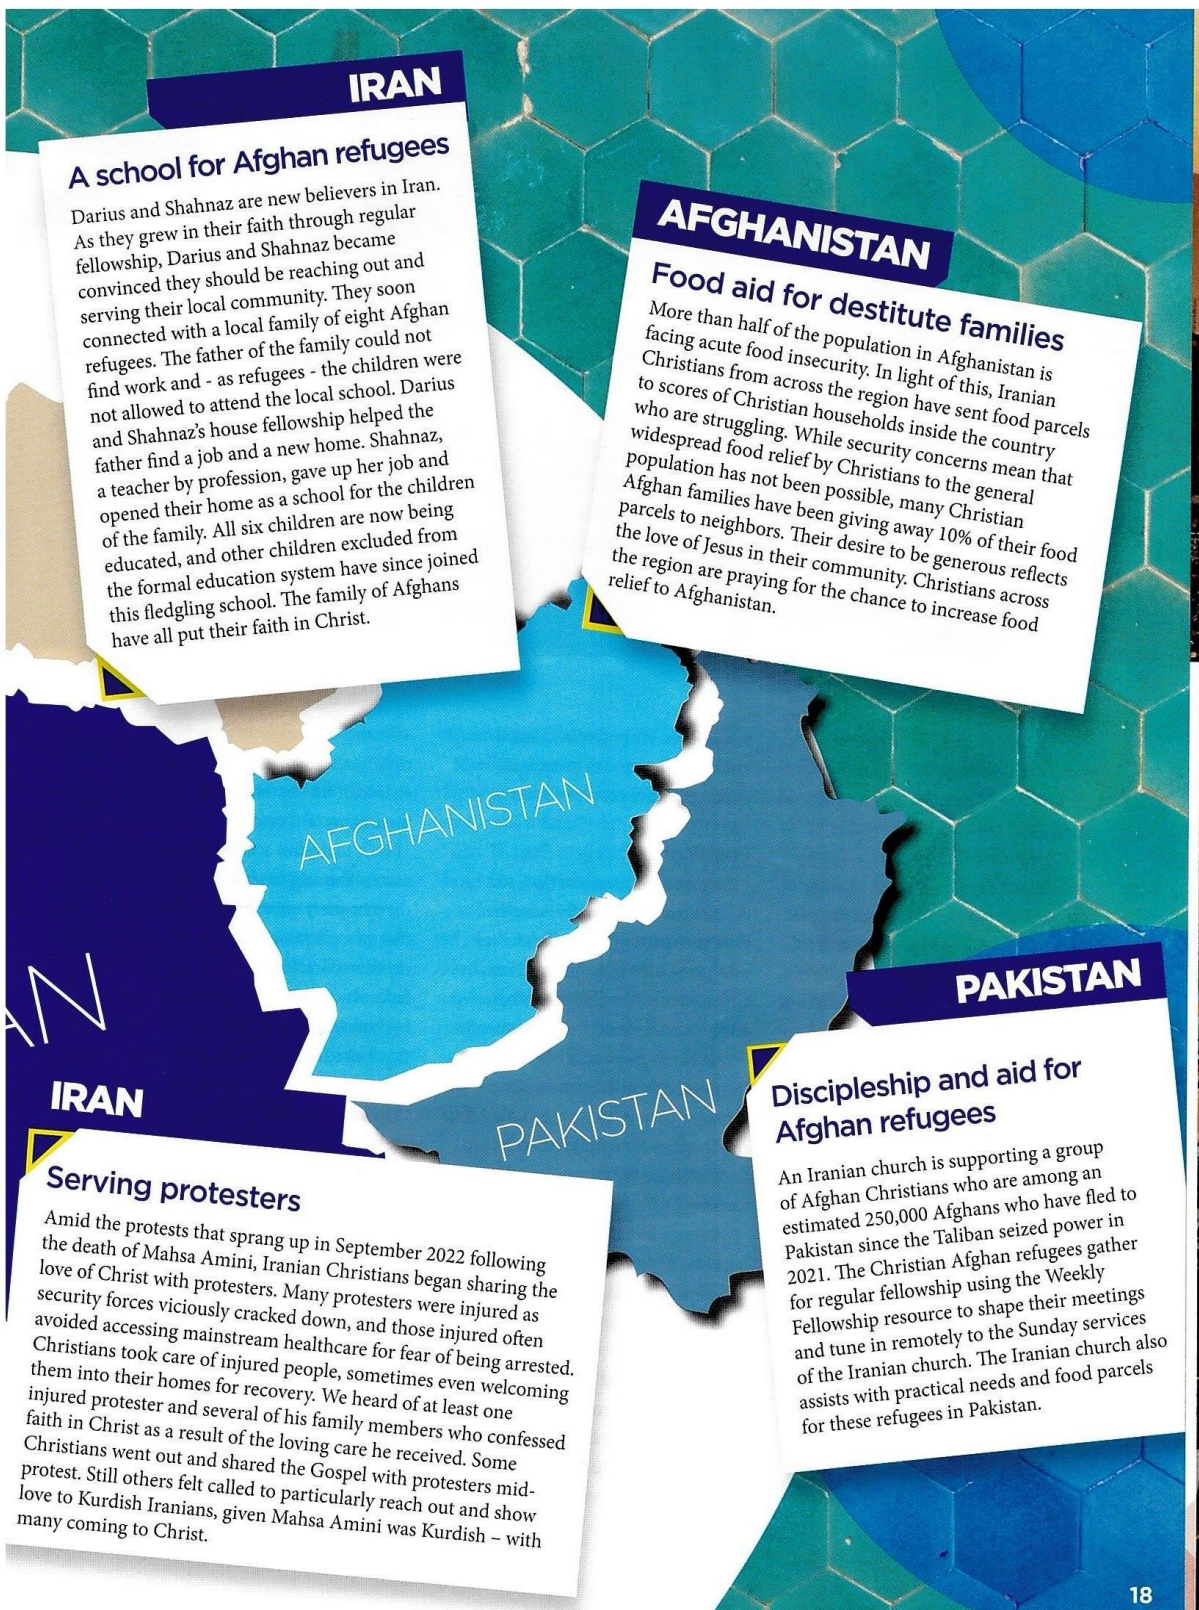 IRAN
A school for Afghan refugees
Darius and Shahnaz are new believers in Iran.
As they grew in their faith through regular
fellowship, Darius and Shahnaz became
convinced they should be reaching out and
serving their local community. They soon
connected with a local family of eight Afghan
refugees. The father of the family could not
find work and - as refugees - the children were
not allowed to attend the local school. Darius
and Shahnaz's house fellowship helped the
father find a job and a new home. Shahnaz,
a teacher by profession, gave up her job and
opened their home as a school for the children
of the family. All six children are now being
educated, and other children excluded from
the formal education system have since joined
this fledgling school. The family of Afghans
have all put their faith in Christ.
AFGHANISTAN
Food aid for destitute families
More than half of the population in Afghanistan is
facing acute food insecurity. In light of this, Iranian
Christians from across the region have sent food parcels
to scores of Christian households inside the country
who are struggling. While security concerns mean that
widespread food relief by Christians to the general
population has not been possible, many Christian
Afghan families have been giving away 10% of their food
parcels to neighbors. Their desire to be generous reflects
the love of Jesus in their community. Christians across
the region are praying for the chance to increase food
relief to Afghanistan.
AFGHANISTAN
AN
PAKISTAN
PAKISTAN
Discipleship and aid for
Afghan refugees
An Iranian church is supporting a group
of Afghan Christians who are among an
estimated 250,000 Afghans who have fled to
Pakistan since the Taliban seized power in
2021. The Christian Afghan refugees gather
for regular fellowship using the Weekly
Fellowship resource to shape their meetings
and tune in remotely to the Sunday services
of the Iranian church. The Iranian church also
assists with practical needs and food parcels
for these refugees in Pakistan.
IRAN
Serving protesters
Amid the protests that sprang up in September 2022 following
the death of Mahsa Amini, Iranian Christians began sharing the
love of Christ with protesters. Many protesters were injured as
security forces viciously cracked down, and those injured often
avoided accessing mainstream healthcare for fear of being arrested.
Christians took care of injured people, sometimes even welcoming
them into their homes for recovery. We heard of at least one
injured protester and several of his family members who confessed
faith in Christ as a result of the loving care he received. Some
Christians went out and shared the Gospel with protesters mid-
protest. Still others felt called to particularly reach out and show
love to Kurdish Iranians, given Mahsa Amini was Kurdish – with
many coming to Christ.
18